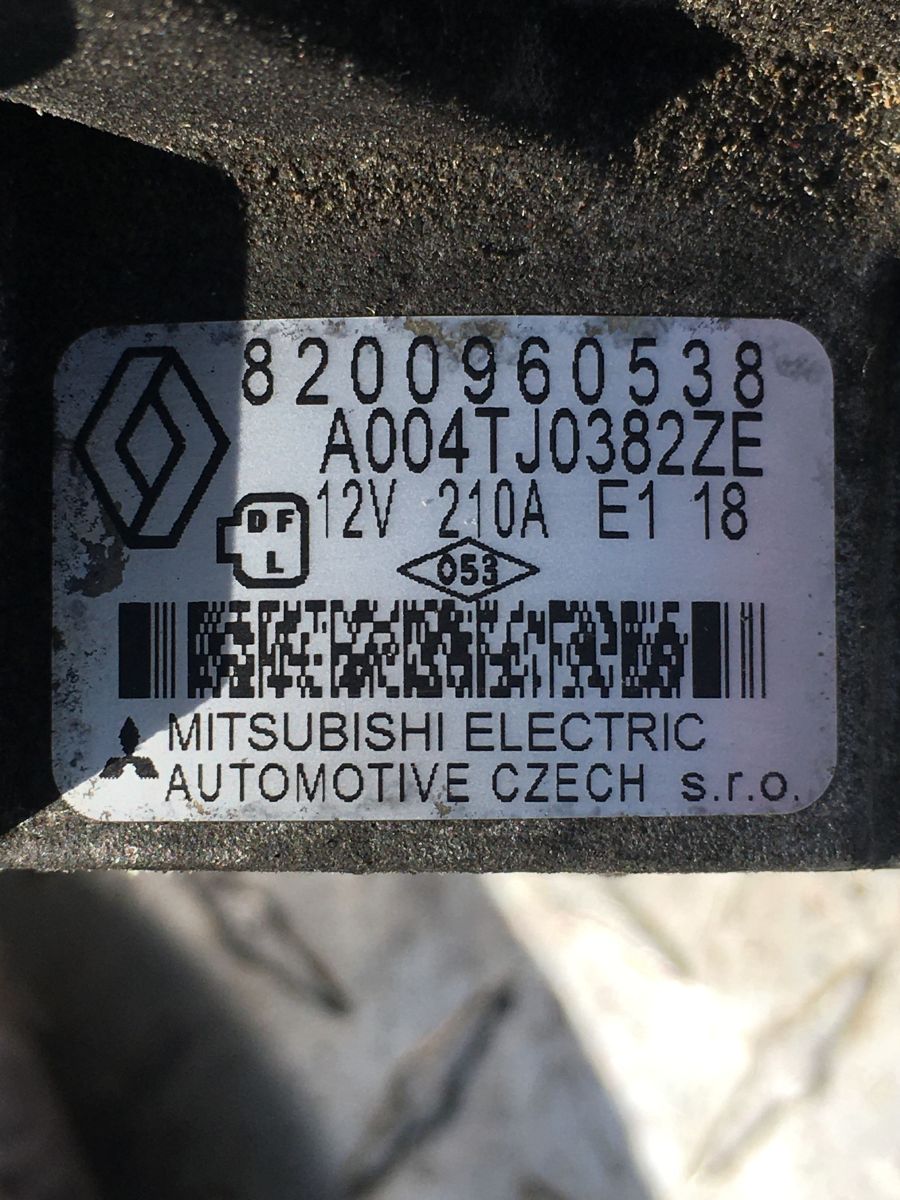 8200960538
A004TJ0382ZE
DF
L
12V 210A E1 18
053
MITSUBISHI ELECTRIC
AUTOMOTIVE CZECH s.r.o.